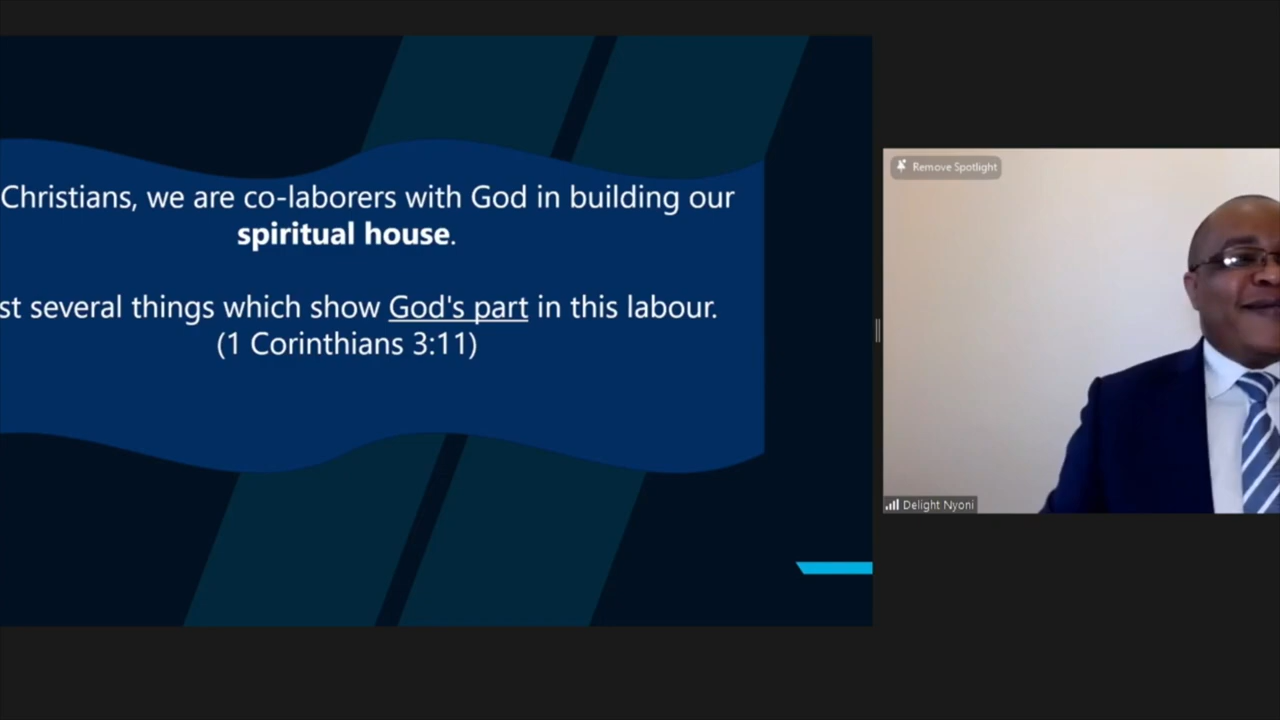 Christians, we are co-laborers with God in building our
spiritual house.
st several things which show God's part in this labour.
(1 Corinthians 3:11)
Remove Spotlight
Delight Nyoni